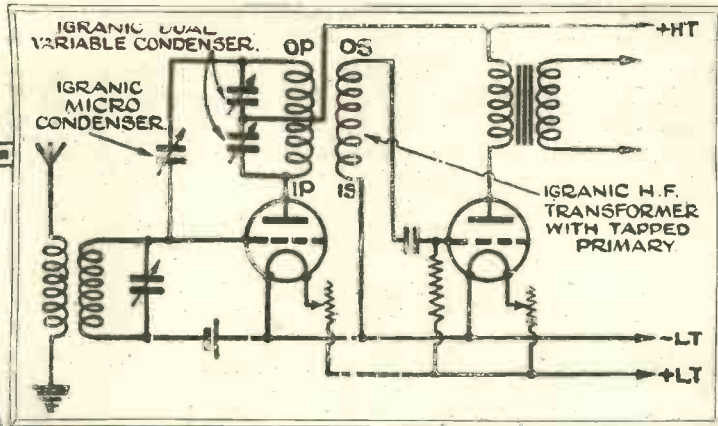 IGRANIC DUAL
VARIABLE CONDENSER.
IGRANIC
MICRO
CONDENSER.
OP OS
+HT
IP IS
IGRANIC H.F.
TRANSFORMER
WITH TAPPED
PRIMARY.
-LT
+LT